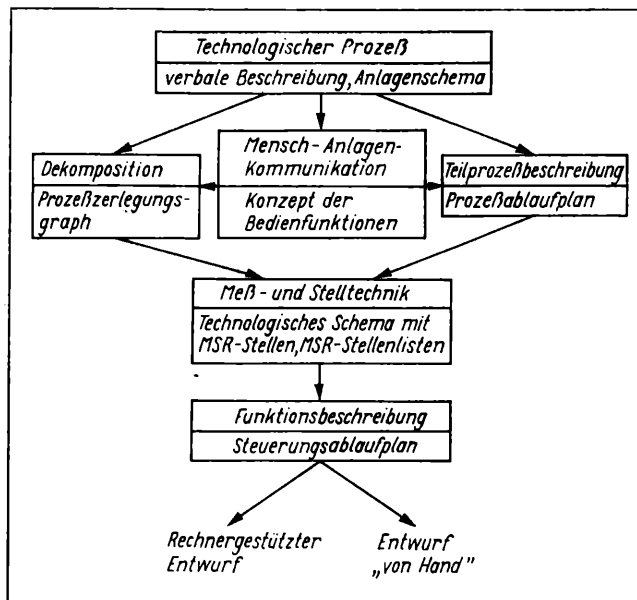 Technologischer Prozeß
verbale Beschreibung, Anlagenschema
Mensch-Anlagen-
Kommunikation
Konzept der
Bedienfunktionen
Dekomposition
Prozeßzerlegungs-
graph
Teilprozeßbeschreibung
Prozeßablaufplan
Meß- und Stelltechnik
Technologisches Schema mit
MSR-Stellen, MSR-Stellenlisten
Funktionsbeschreibung
Steuerungsablaufplan
Rechnergestützter
Entwurf
Entwurf
„von Hand"